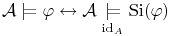 𝒜 ⊨ φ ↔ 𝒜 ⊨_{id_A} Si(φ)